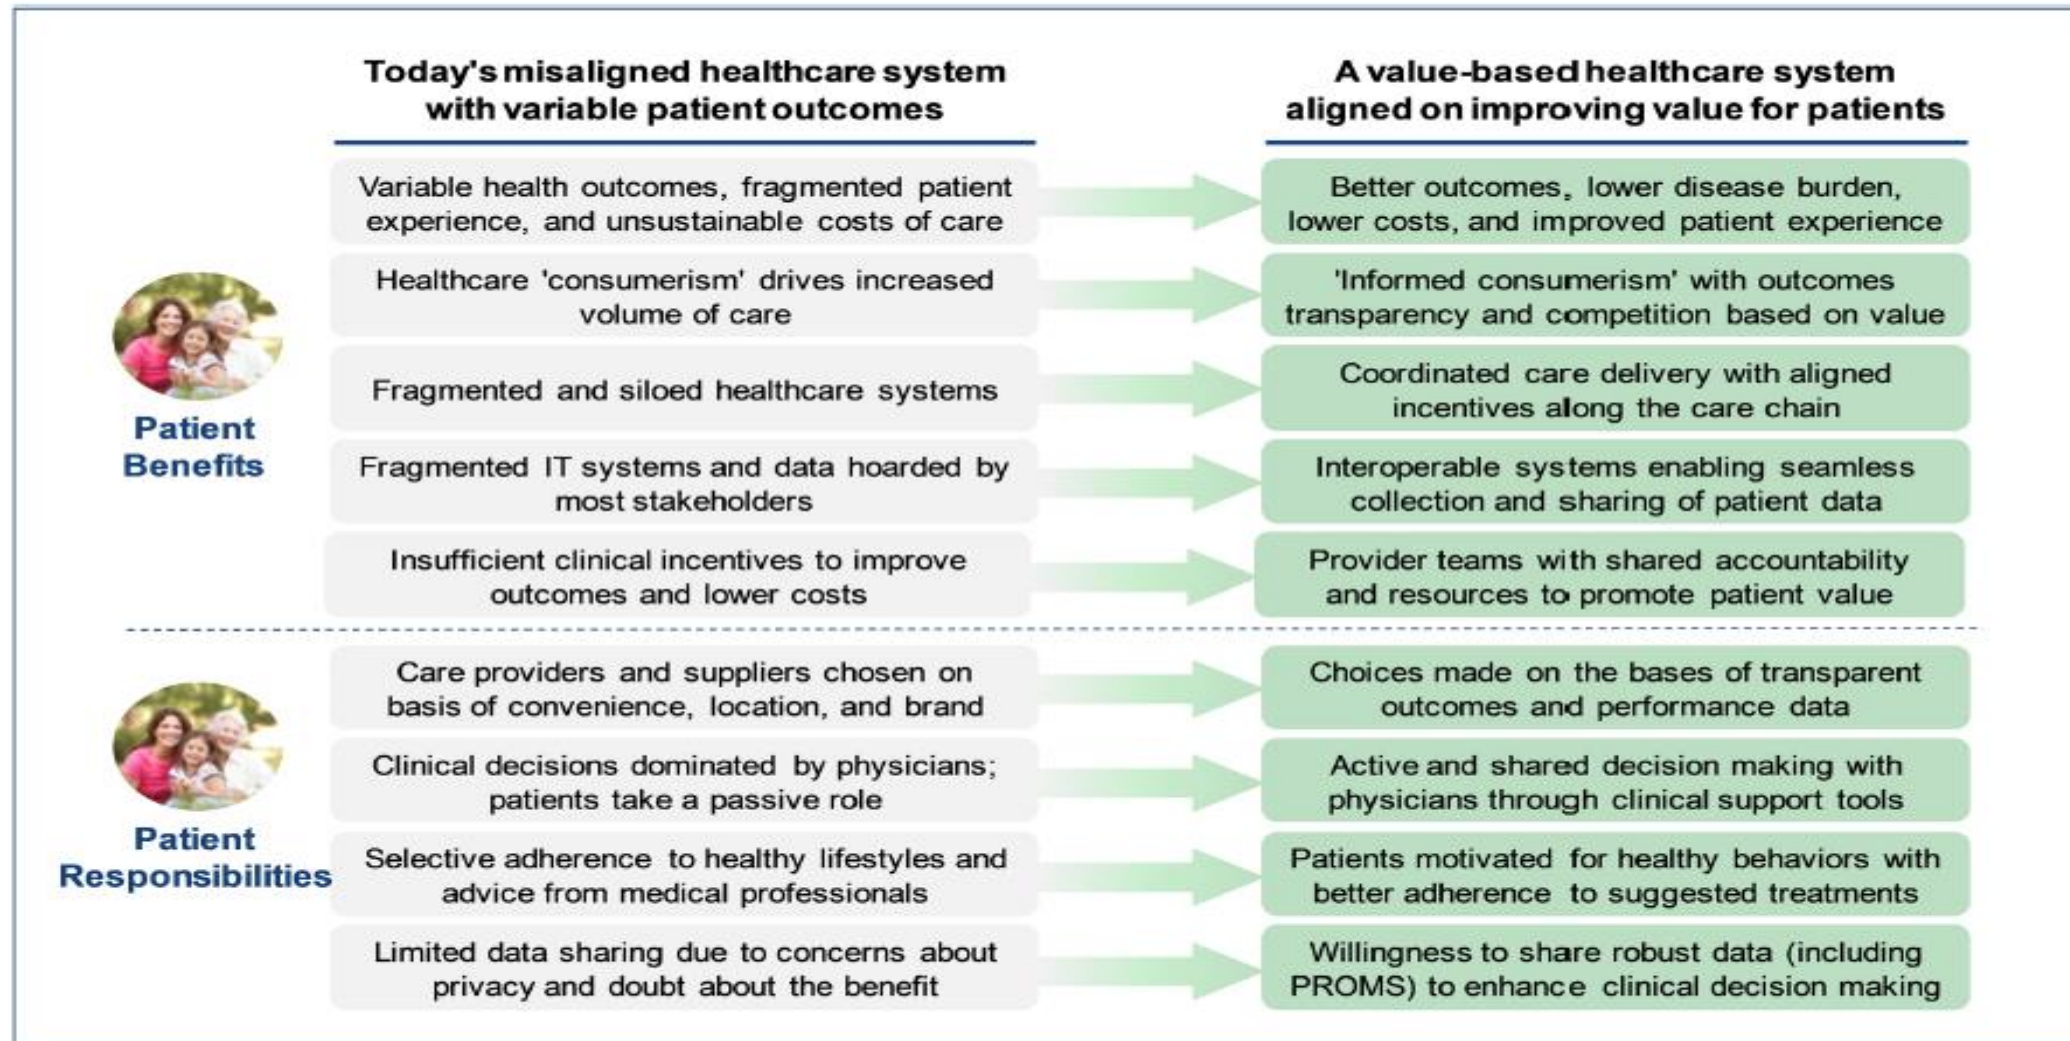 Today's misaligned healthcare system
with variable patient outcomes
A value-based healthcare system
aligned on improving value for patients
Patient
Benefits
Variable health outcomes, fragmented patient
experience, and unsustainable costs of care
Better outcomes, lower disease burden,
lower costs, and improved patient experience
Healthcare 'consumerism' drives increased
volume of care
'Informed consumerism' with outcomes
transparency and competition based on value
Fragmented and siloed healthcare systems
Coordinated care delivery with aligned
incentives along the care chain
Fragmented IT systems and data hoarded by
most stakeholders
Interoperable systems enabling seamless
collection and sharing of patient data
Insufficient clinical incentives to improve
outcomes and lower costs
Provider teams with shared accountability
and resources to promote patient value
Patient
Responsibilities
Care providers and suppliers chosen on
basis of convenience, location, and brand
Choices made on the bases of transparent
outcomes and performance data
Clinical decisions dominated by physicians;
patients take a passive role
Active and shared decision making with
physicians through clinical support tools
Selective adherence to healthy lifestyles and
advice from medical professionals
Patients motivated for healthy behaviors with
better adherence to suggested treatments
Limited data sharing due to concerns about
privacy and doubt about the benefit
Willingness to share robust data (including
PROMS) to enhance clinical decision making